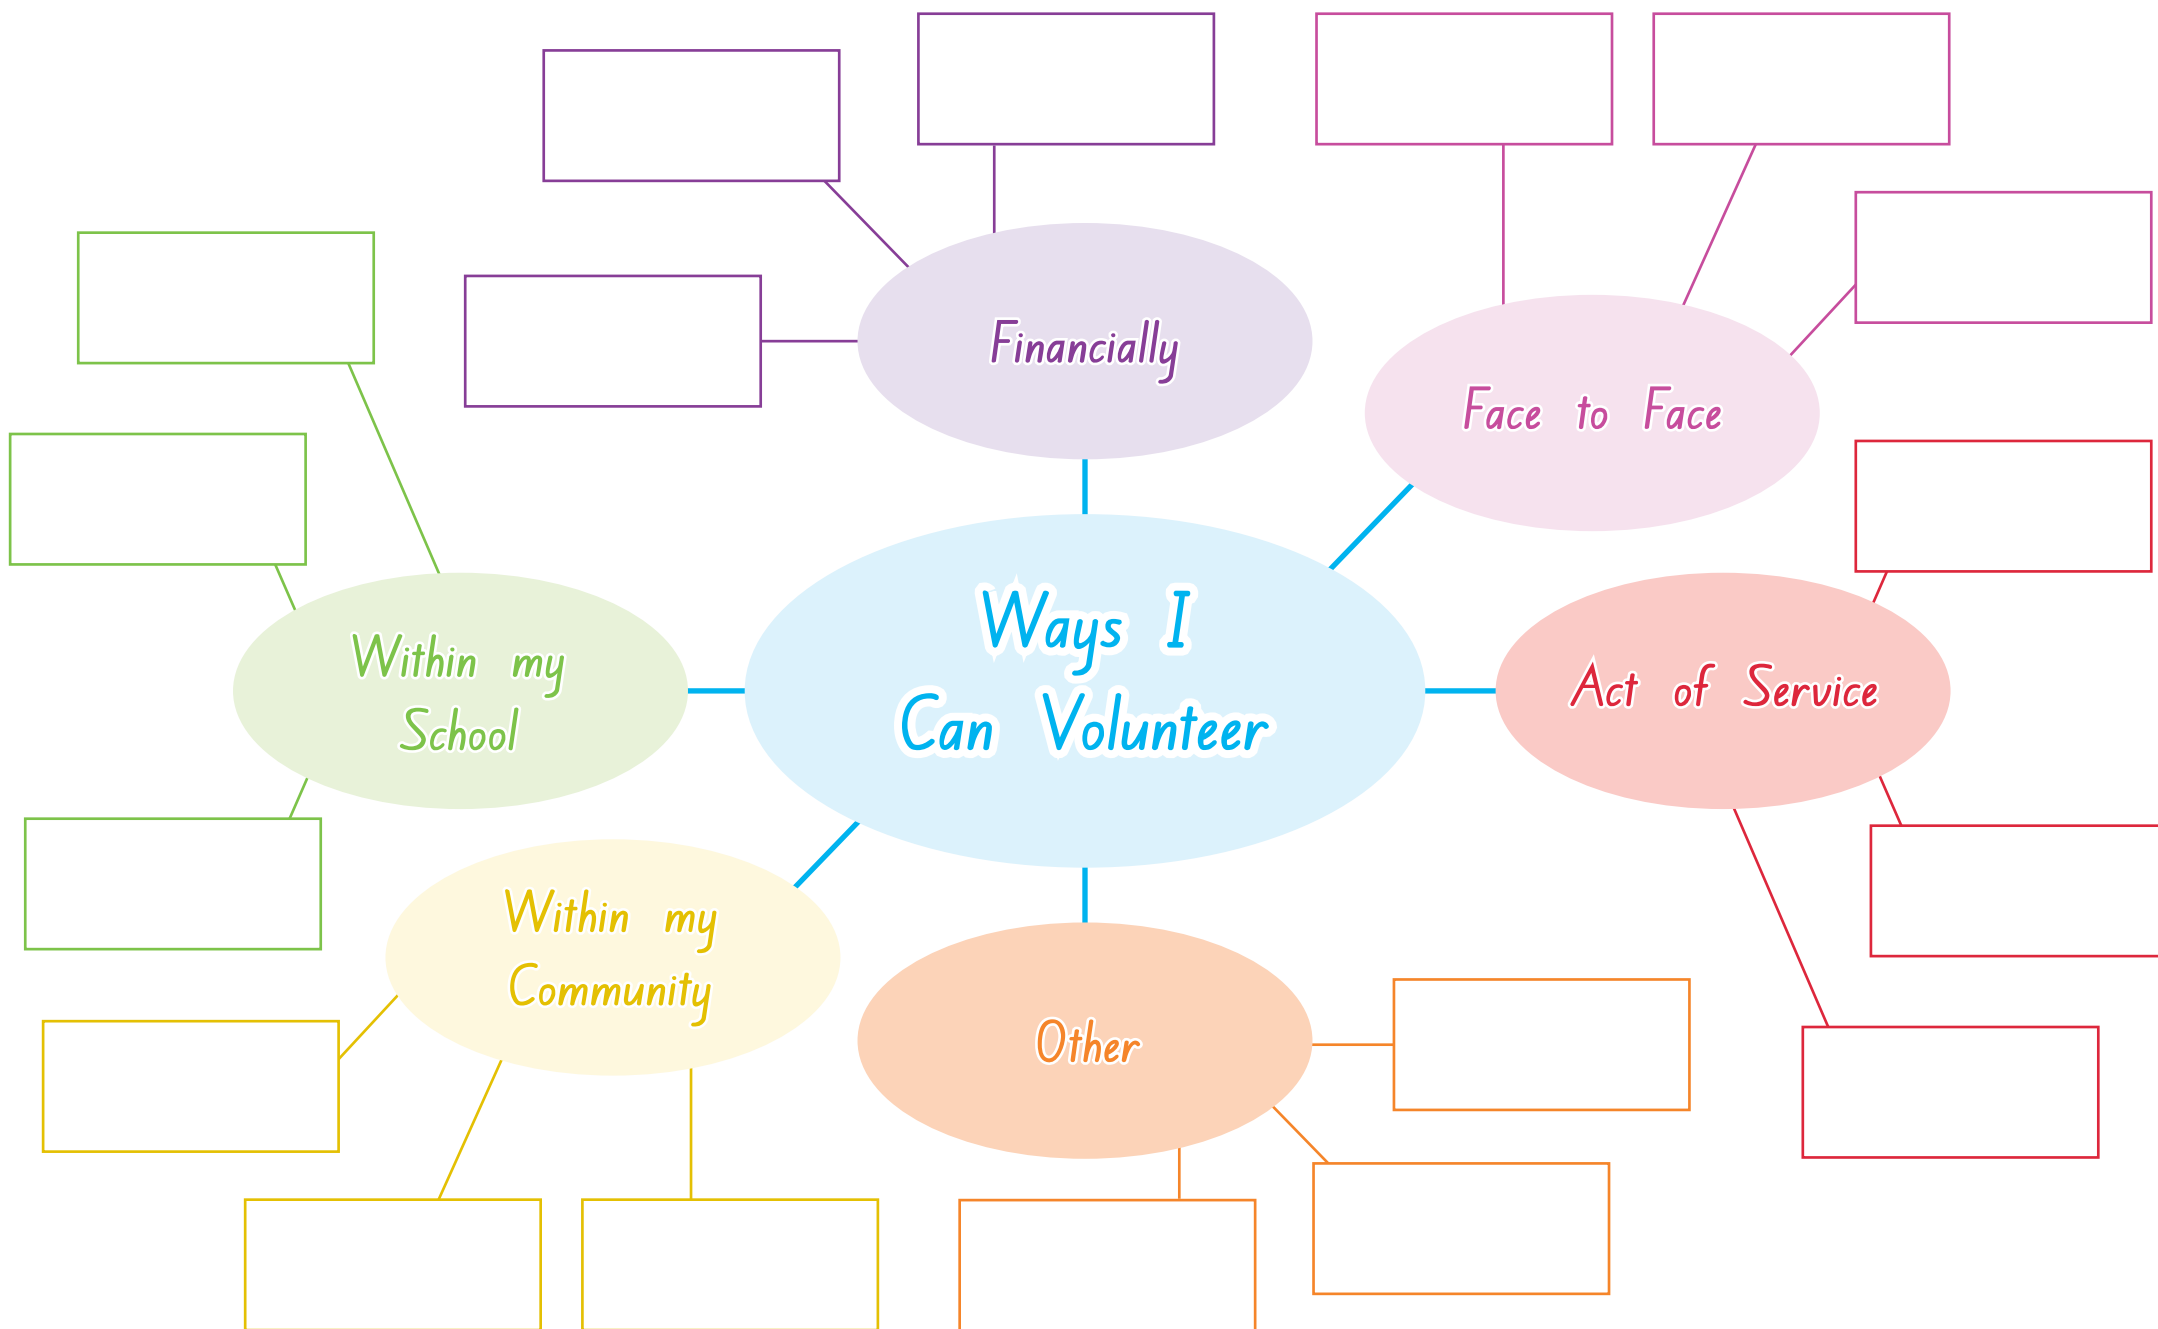 Financially
Face to Face
Ways I
Can Volunteer
Within my
School
Act of Service
Within my
Community
Other